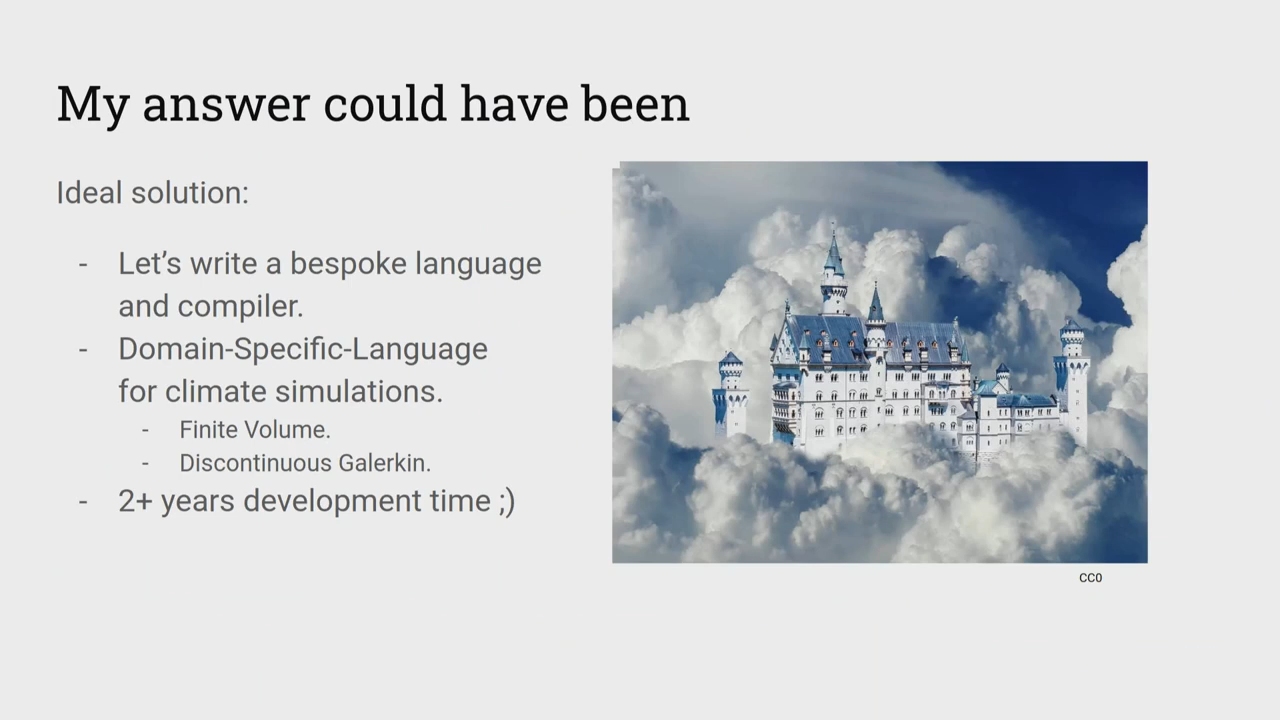 My answer could have been
Ideal solution:
- Let’s write a bespoke language
and compiler.
- Domain-Specific-Language
for climate simulations.
- Finite Volume.
- Discontinuous Galerkin.
- 2+ years development time ;)
CC0